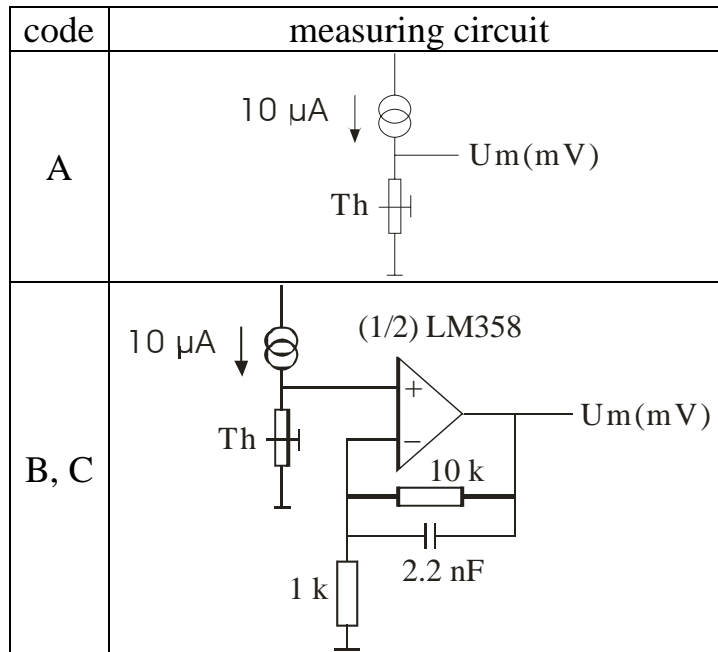 code measuring circuit
A
10 µA
Um(mV)
Th
B, C
(1/2) LM358
10 µA
+
Um(mV)
Th
−
10 k
2.2 nF
1 k